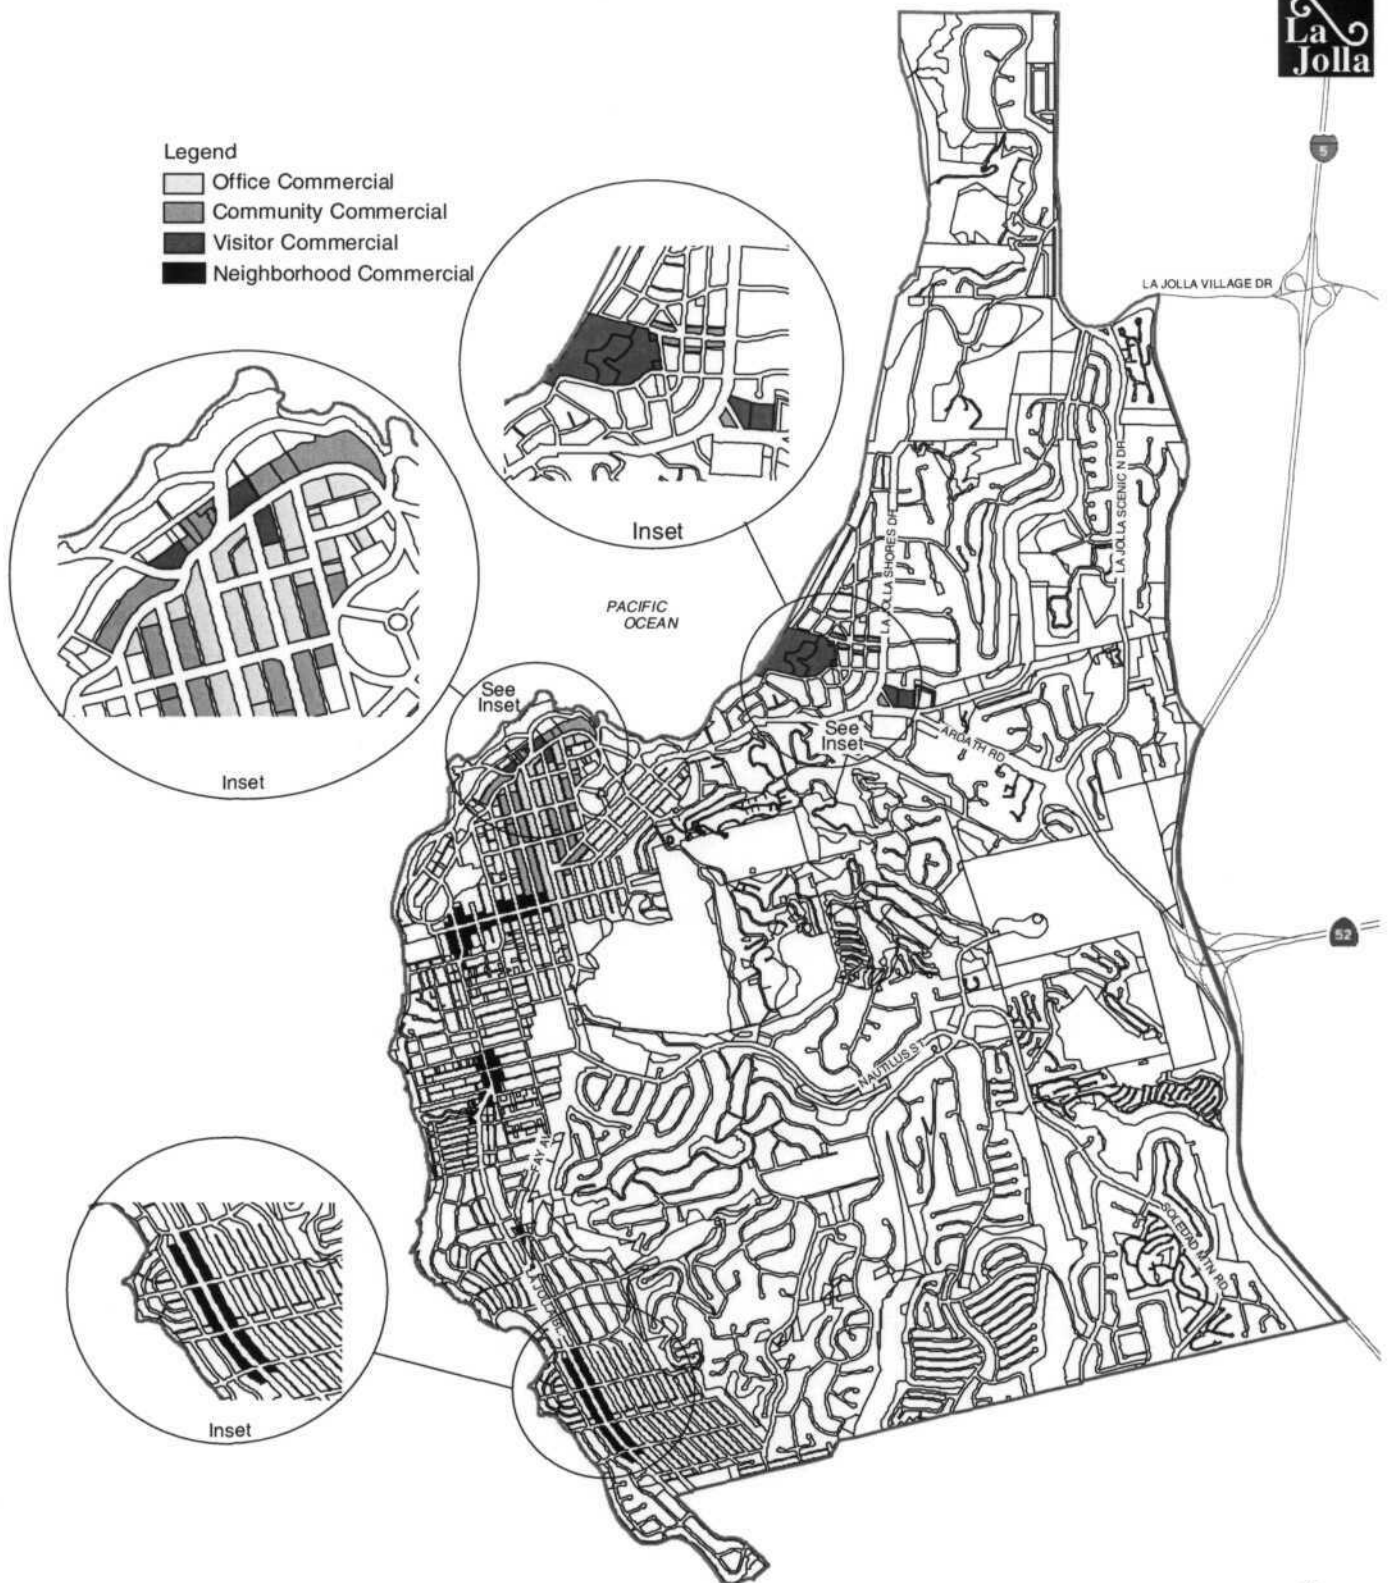 La
Jolla
5
Legend
Office Commercial
Community Commercial
Visitor Commercial
Neighborhood Commercial
LA JOLLA VILLAGE DR
Inset
LA JOLLA SCENIC N DR
LA JOLLA SHORES DR
PACIFIC
OCEAN
See
Inset
See
Inset
ARDATH RD
Inset
52
NAUTILUS ST
FAY AV
SOLEDAD MTN RD
Inset